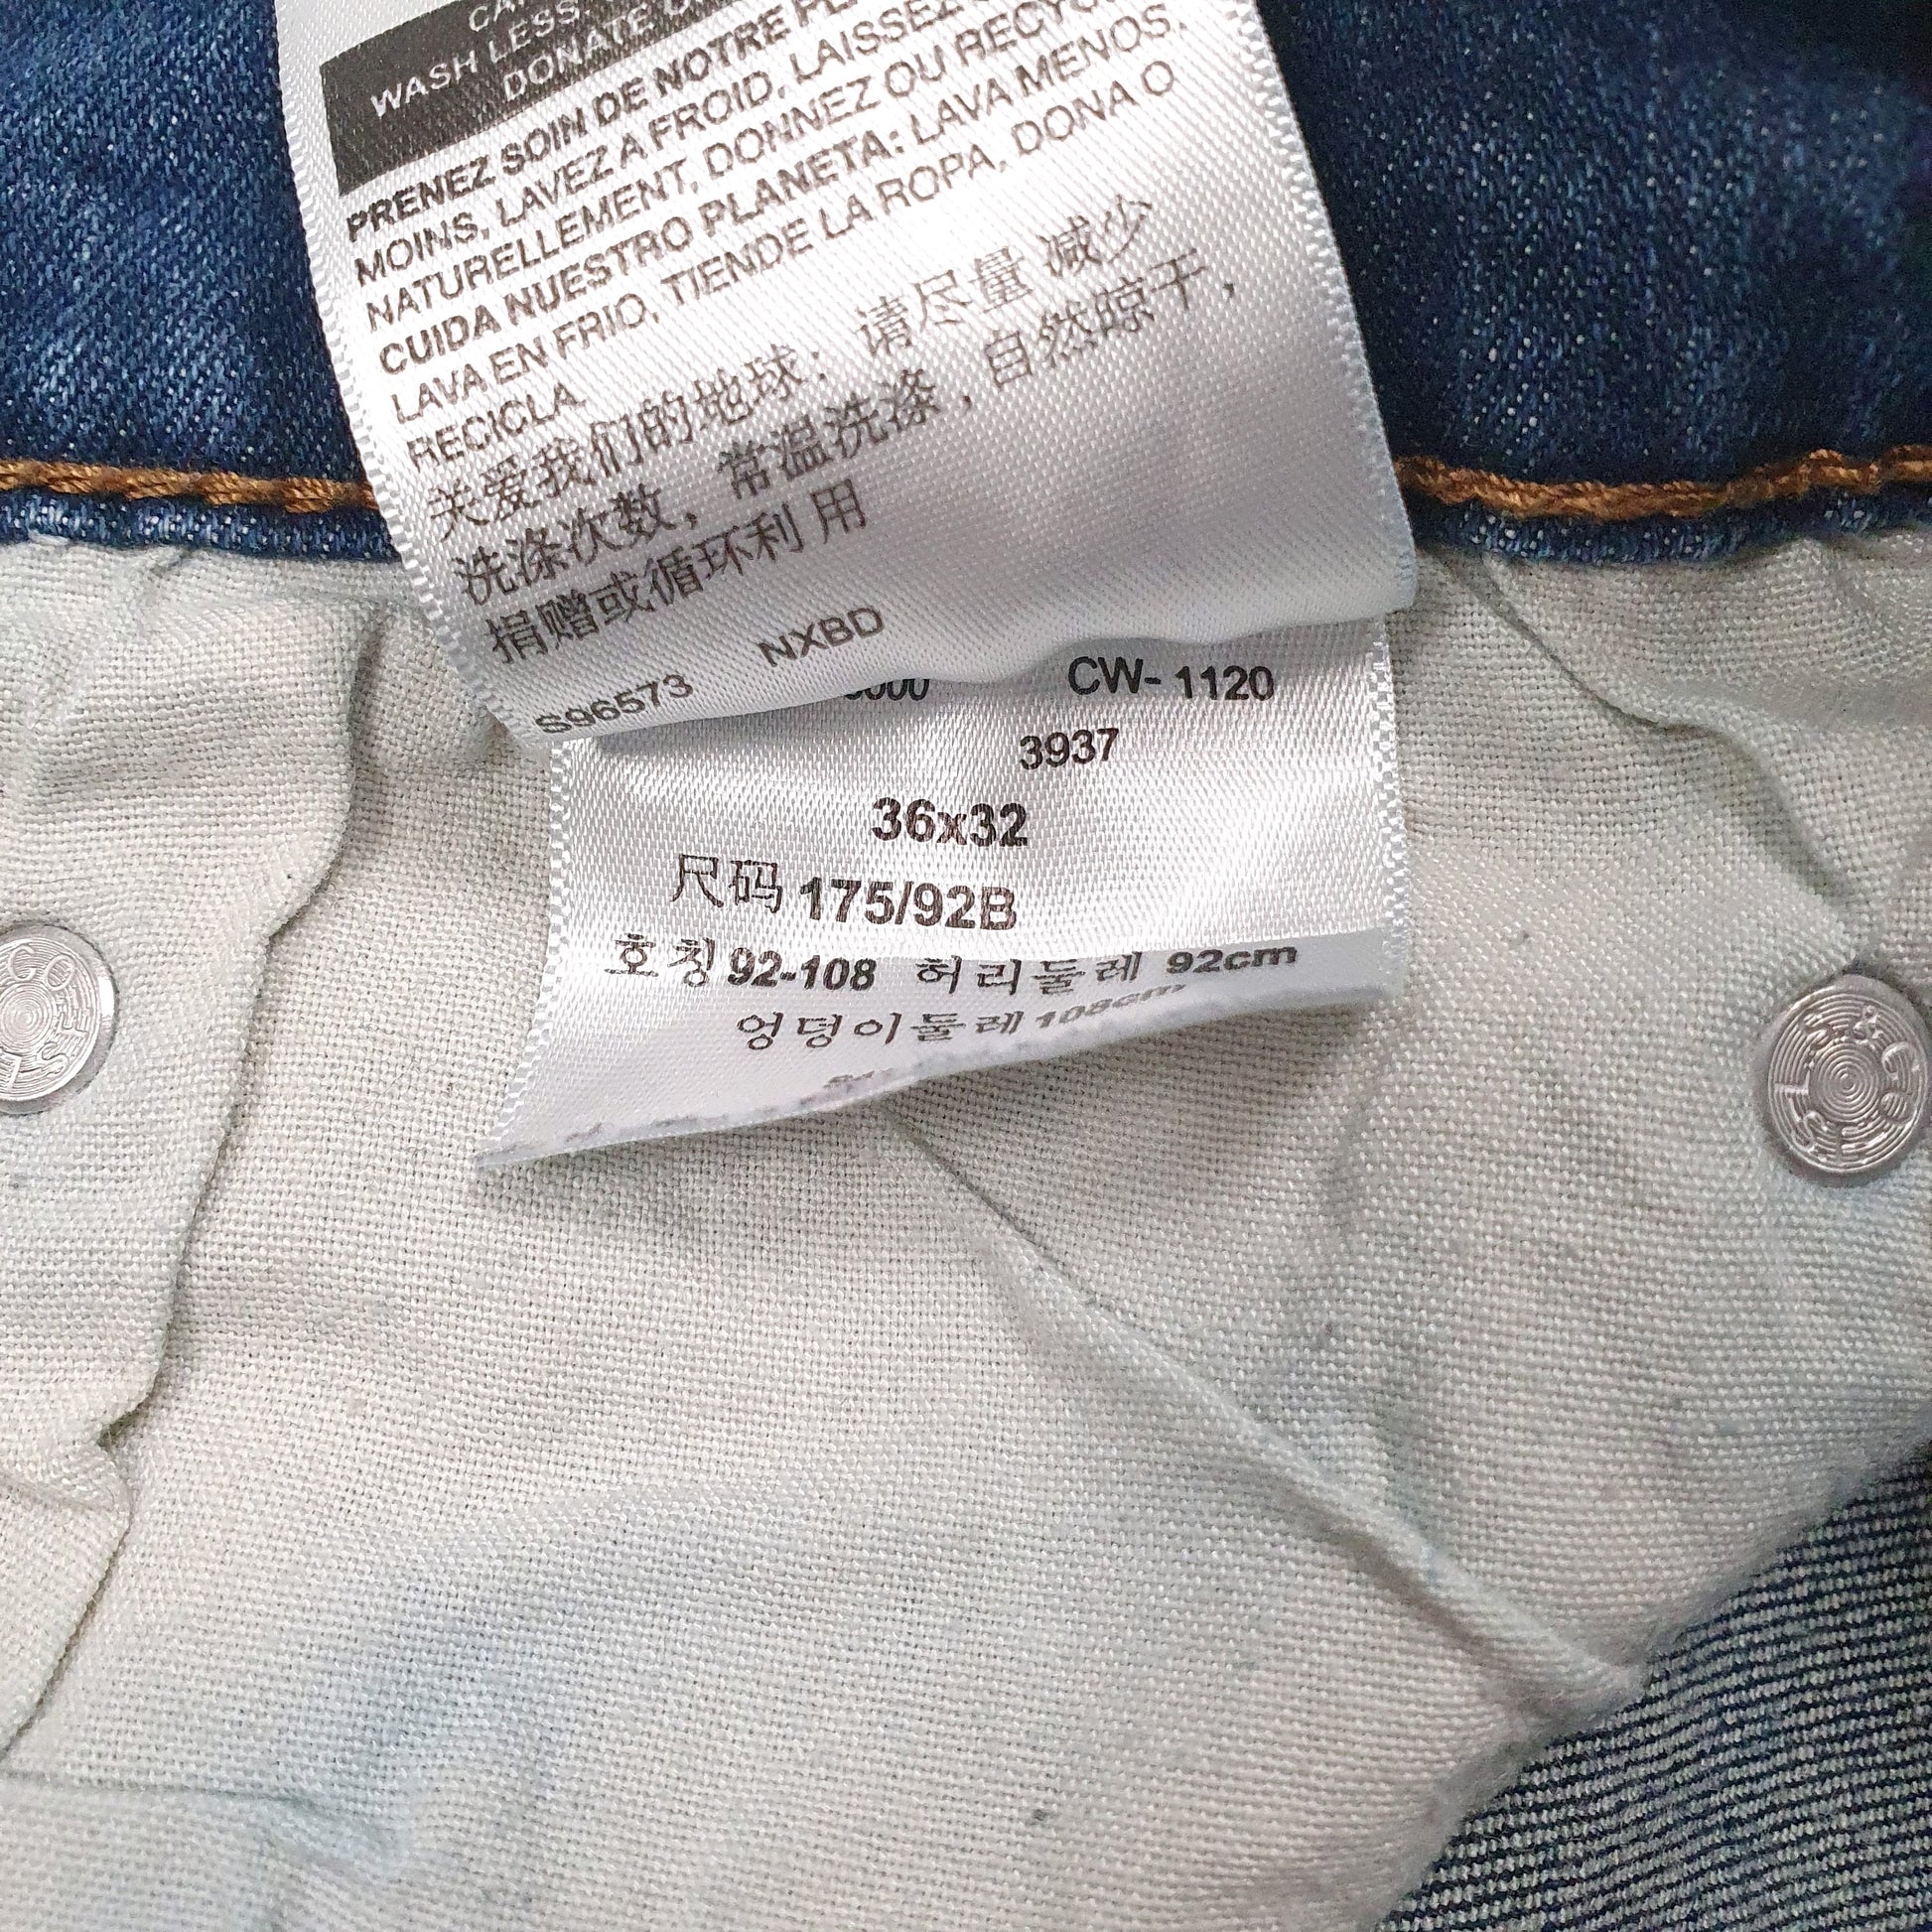 WASH LESS,
DONATE
PRENEZ SOIN DE NOTRE
MOINS, LAVEZ A FROID, LAISSEZ
NATURELLEMENT, DONNEZ OU
CUIDA NUESTRO PLANETA: LAVA MENOS.
LAVA EN FRIO, TIENDE LA ROPA, DONA O
RECICLA.
关爱我们的地球：请尽量 减少
洗涤次数，常温洗涤，自然晾干，
捐赠或循环利 用
S96573 NXBD
CW- 1120
3937
36x32
尺码 175/92B
호칭 92-108 허리둘레 92cm
엉덩이둘레 108cm